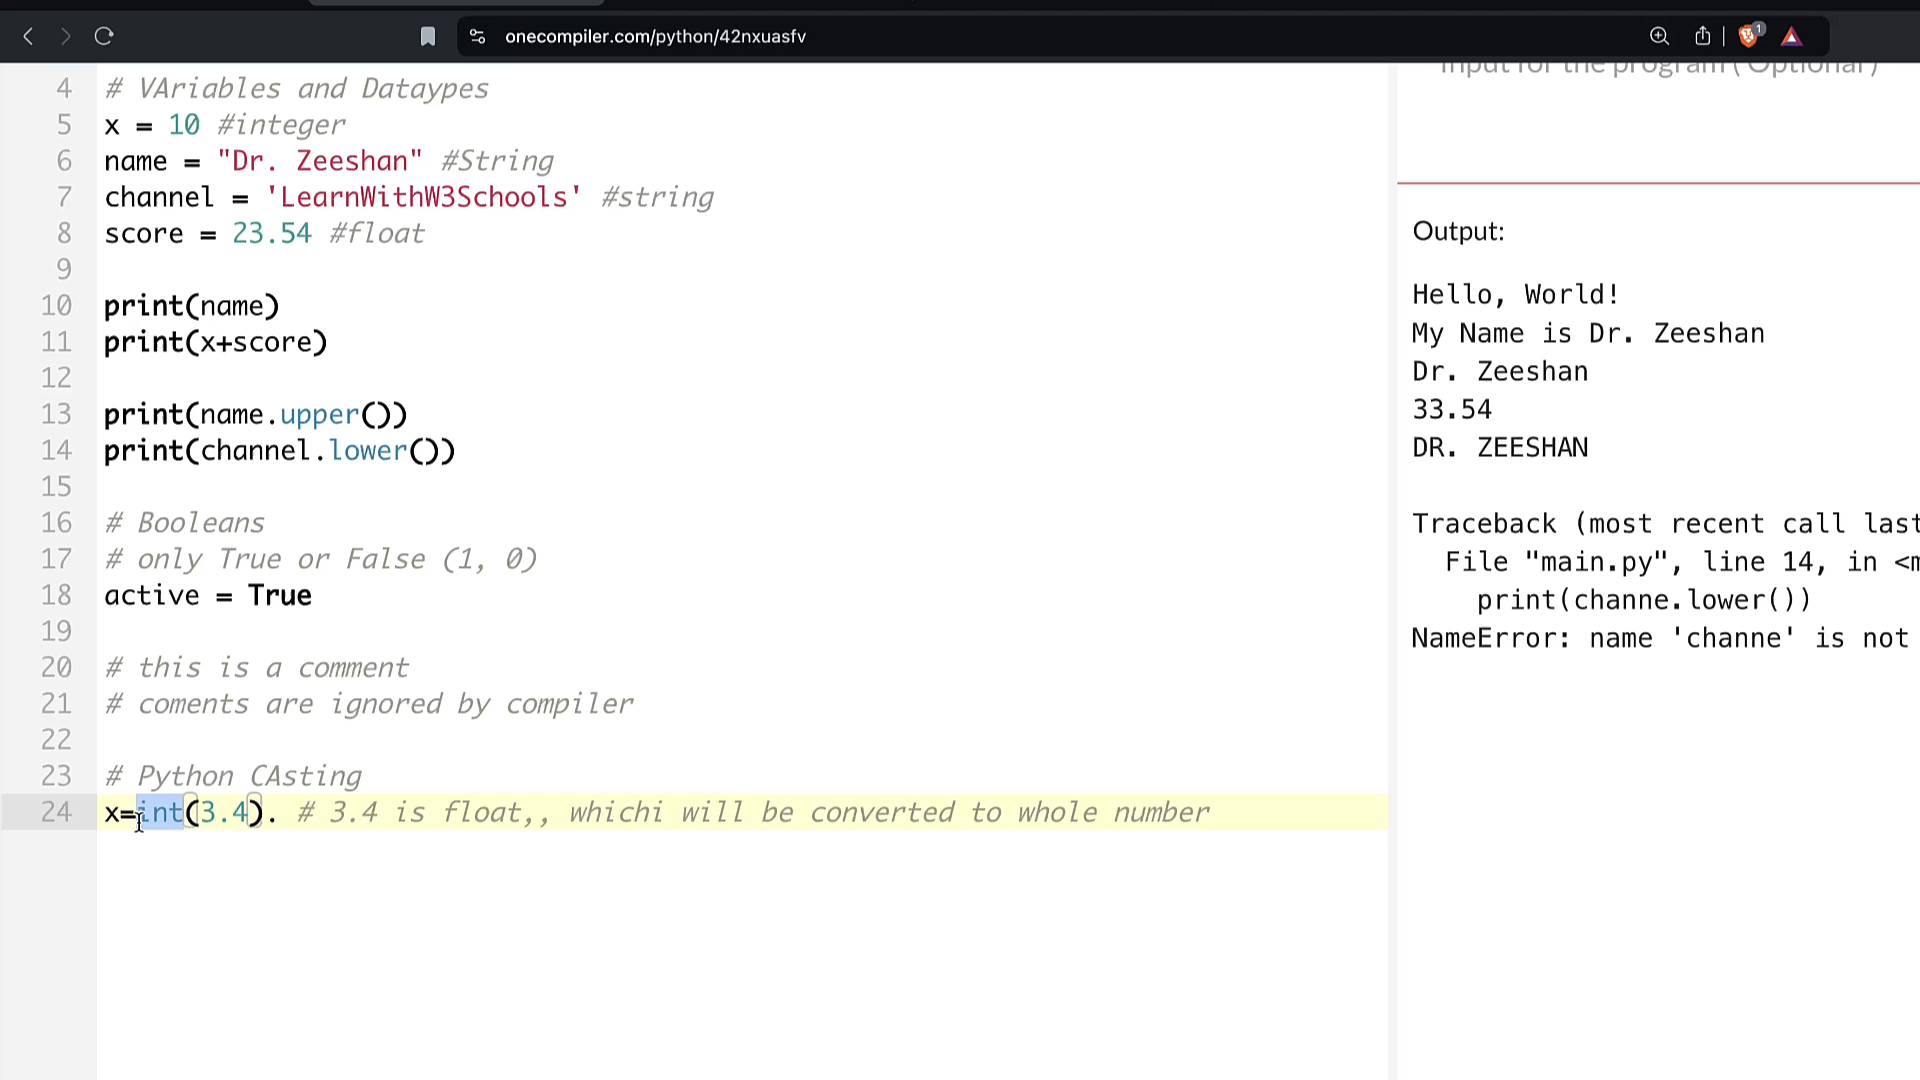 onecompiler.com/python/42nxuasfv
1
4 # VAriables and Dataypes
5 x = 10 #integer
6 name = "Dr. Zeeshan" #String
7 channel = 'LearnWithW3Schools' #string
8 score = 23.54 #float
9
10 print(name)
11 print(x+score)
12
13 print(name.upper())
14 print(channel.lower())
15
16 # Booleans
17 # only True or False (1, 0)
18 active = True
19
20 # this is a comment
21 # coments are ignored by compiler
22
23 # Python CAsting
24 x=int(3.4). # 3.4 is float,, whichi will be converted to whole number
Input for the program ( Optional )
Output:
Hello, World!
My Name is Dr. Zeeshan
Dr. Zeeshan
33.54
DR. ZEESHAN
Traceback (most recent call last
File "main.py", line 14, in <m
print(channe.lower())
NameError: name 'channe' is not